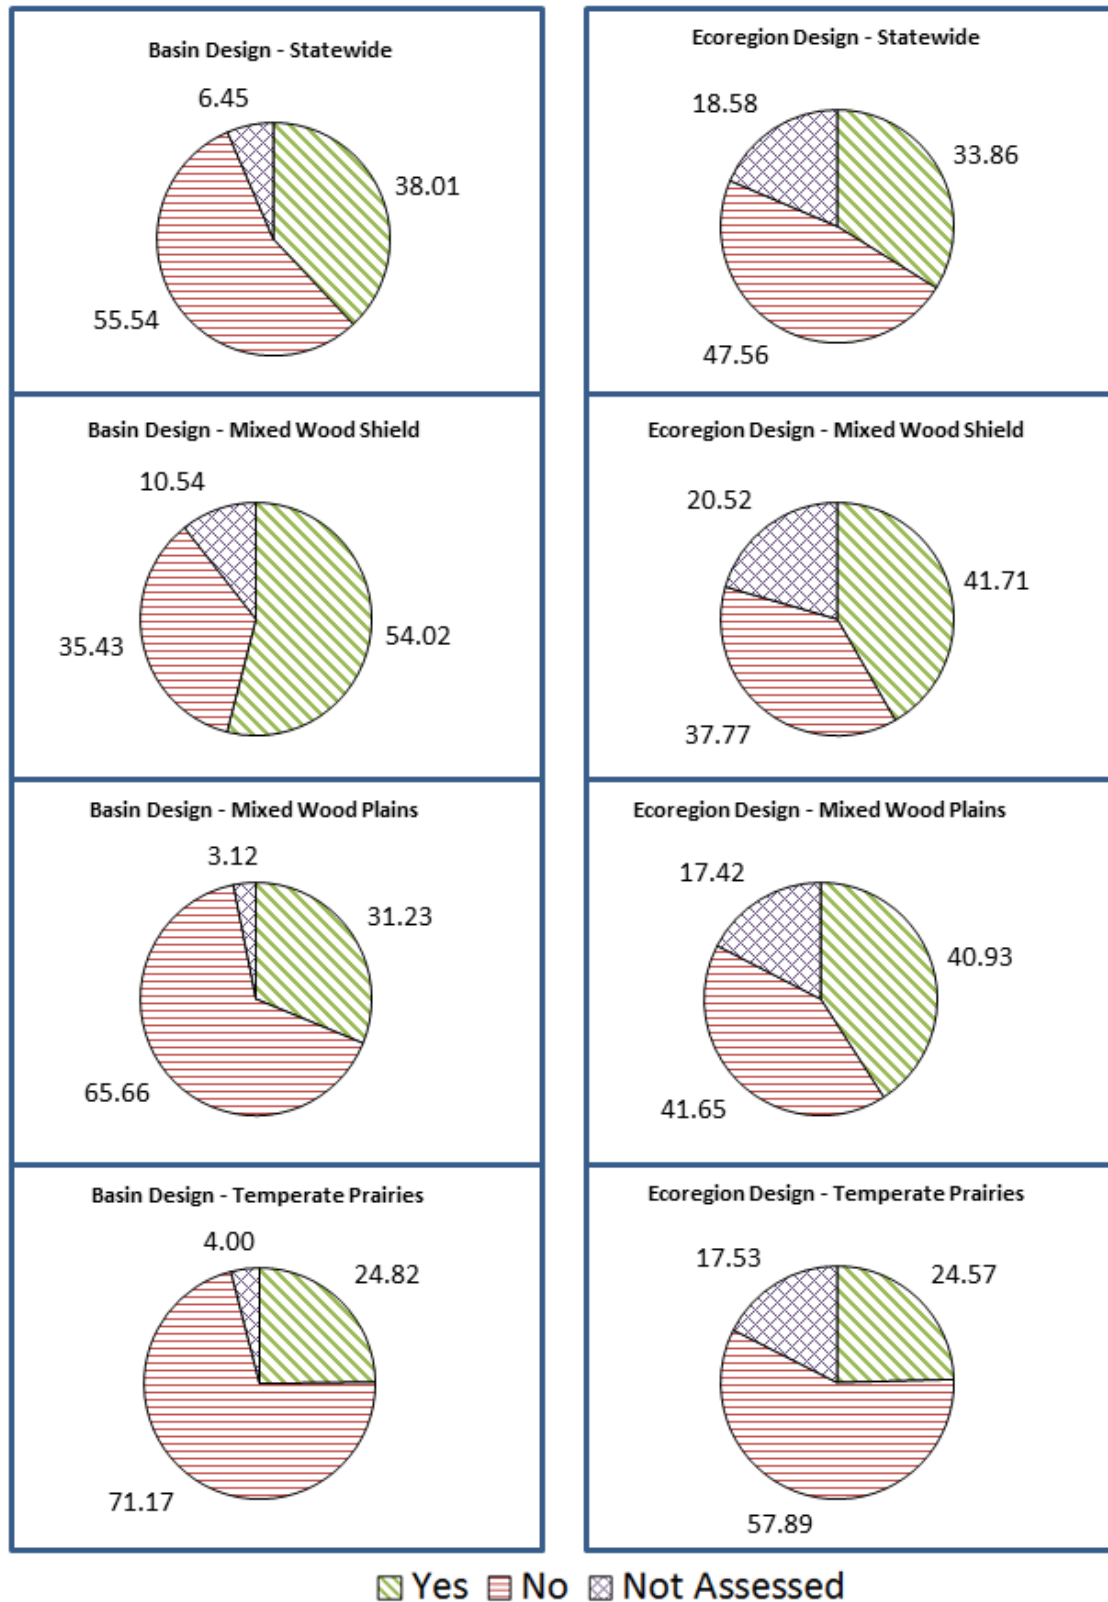 Basin Design - Statewide
6.45
38.01
55.54
Ecoregion Design - Statewide
18.58
33.86
47.56
Basin Design - Mixed Wood Shield
10.54
54.02
35.43
Ecoregion Design - Mixed Wood Shield
20.52
41.71
37.77
Basin Design - Mixed Wood Plains
3.12
31.23
65.66
Ecoregion Design - Mixed Wood Plains
17.42
40.93
41.65
Basin Design - Temperate Prairies
4.00
24.82
71.17
Ecoregion Design - Temperate Prairies
17.53
24.57
57.89
Yes No Not Assessed